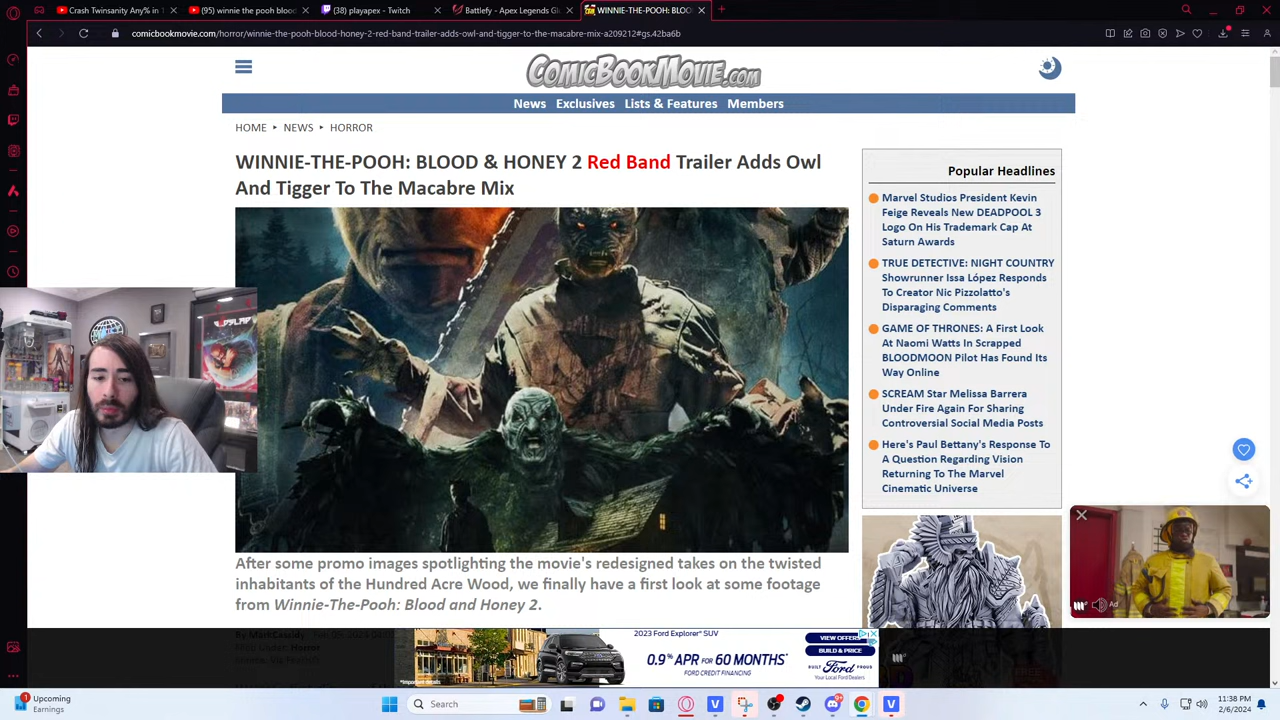 Crash Twinsanity Any% in 1
(95) winnie the pooh blood
(38) playapex - Twitch
Battlefy - Apex Legends Gl
WINNIE-THE-POOH: BLOO
comicbookmovie.com/horror/winnie-the-pooh-blood-honey-2-red-band-trailer-adds-owl-and-tigger-to-the-macabre-mix-a209212#gs.42ba6b
COMICBOOKMOVIE.COM
News Exclusives Lists & Features Members
HOME ▸ NEWS ▸ HORROR
WINNIE-THE-POOH: BLOOD & HONEY 2 Red Band Trailer Adds Owl
And Tigger To The Macabre Mix
After some promo images spotlighting the movie's redesigned takes on the twisted
inhabitants of the Hundred Acre Wood, we finally have a first look at some footage
from Winnie-The-Pooh: Blood and Honey 2.
Popular Headlines
Marvel Studios President Kevin
Feige Reveals New DEADPOOL 3
Logo On His Trademark Cap At
Saturn Awards
TRUE DETECTIVE: NIGHT COUNTRY
Showrunner Issa López Responds
To Creator Nic Pizzolatto's
Disparaging Comments
GAME OF THRONES: A First Look
At Naomi Watts In Scrapped
BLOODMOON Pilot Has Found Its
Way Online
SCREAM Star Melissa Barrera
Under Fire Again For Sharing
Controversial Social Media Posts
Here's Paul Bettany's Response To
A Question Regarding Vision
Returning To The Marvel
Cinematic Universe
Ad
2023 Ford Explorer® SUV
0.9% APR FOR 60 MONTHS*
FORD CREDIT FINANCING
VIEW OFFERS
BUILD & PRICE
BUILT Ford PROUD
Your Local Ford Dealers
1
Upcoming
Earnings
Search
11:38 PM
2/6/2024